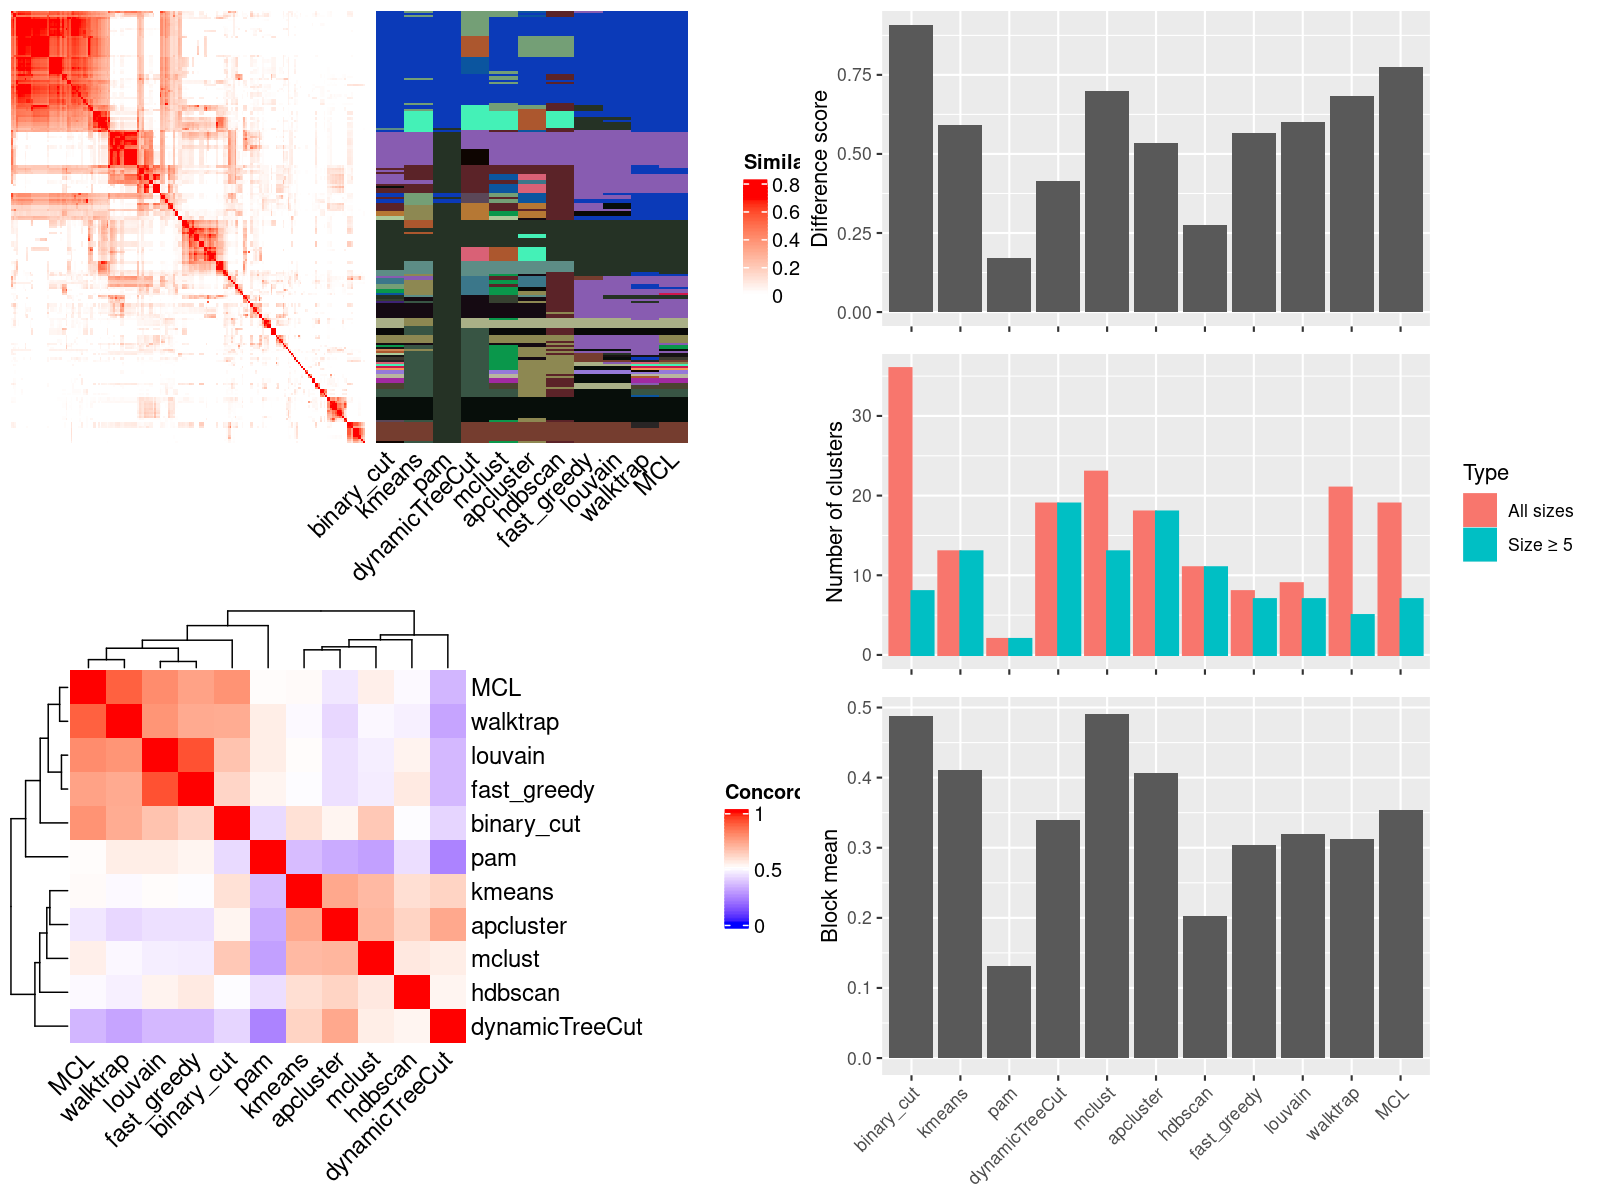 Simila
0.8
0.6
0.4
0.2
0
binary_cut
kmeans
pam
dynamicTreeCut
mclust
apcluster
hdbscan
fast_greedy
louvain
walktrap
MCL
Difference score
0.75
0.50
0.25
0.00
Number of clusters
30
20
10
0
Type
All sizes
Size ≥ 5
MCL
walktrap
louvain
fast_greedy
binary_cut
pam
kmeans
apcluster
mclust
hdbscan
dynamicTreeCut
MCL
walktrap
louvain
fast_greedy
binary_cut
pam
kmeans
apcluster
mclust
hdbscan
dynamicTreeCut
Concord
1
0.5
0
Block mean
0.5
0.4
0.3
0.2
0.1
0.0
binary_cut
kmeans
pam
dynamicTreeCut
mclust
apcluster
hdbscan
fast_greedy
louvain
walktrap
MCL